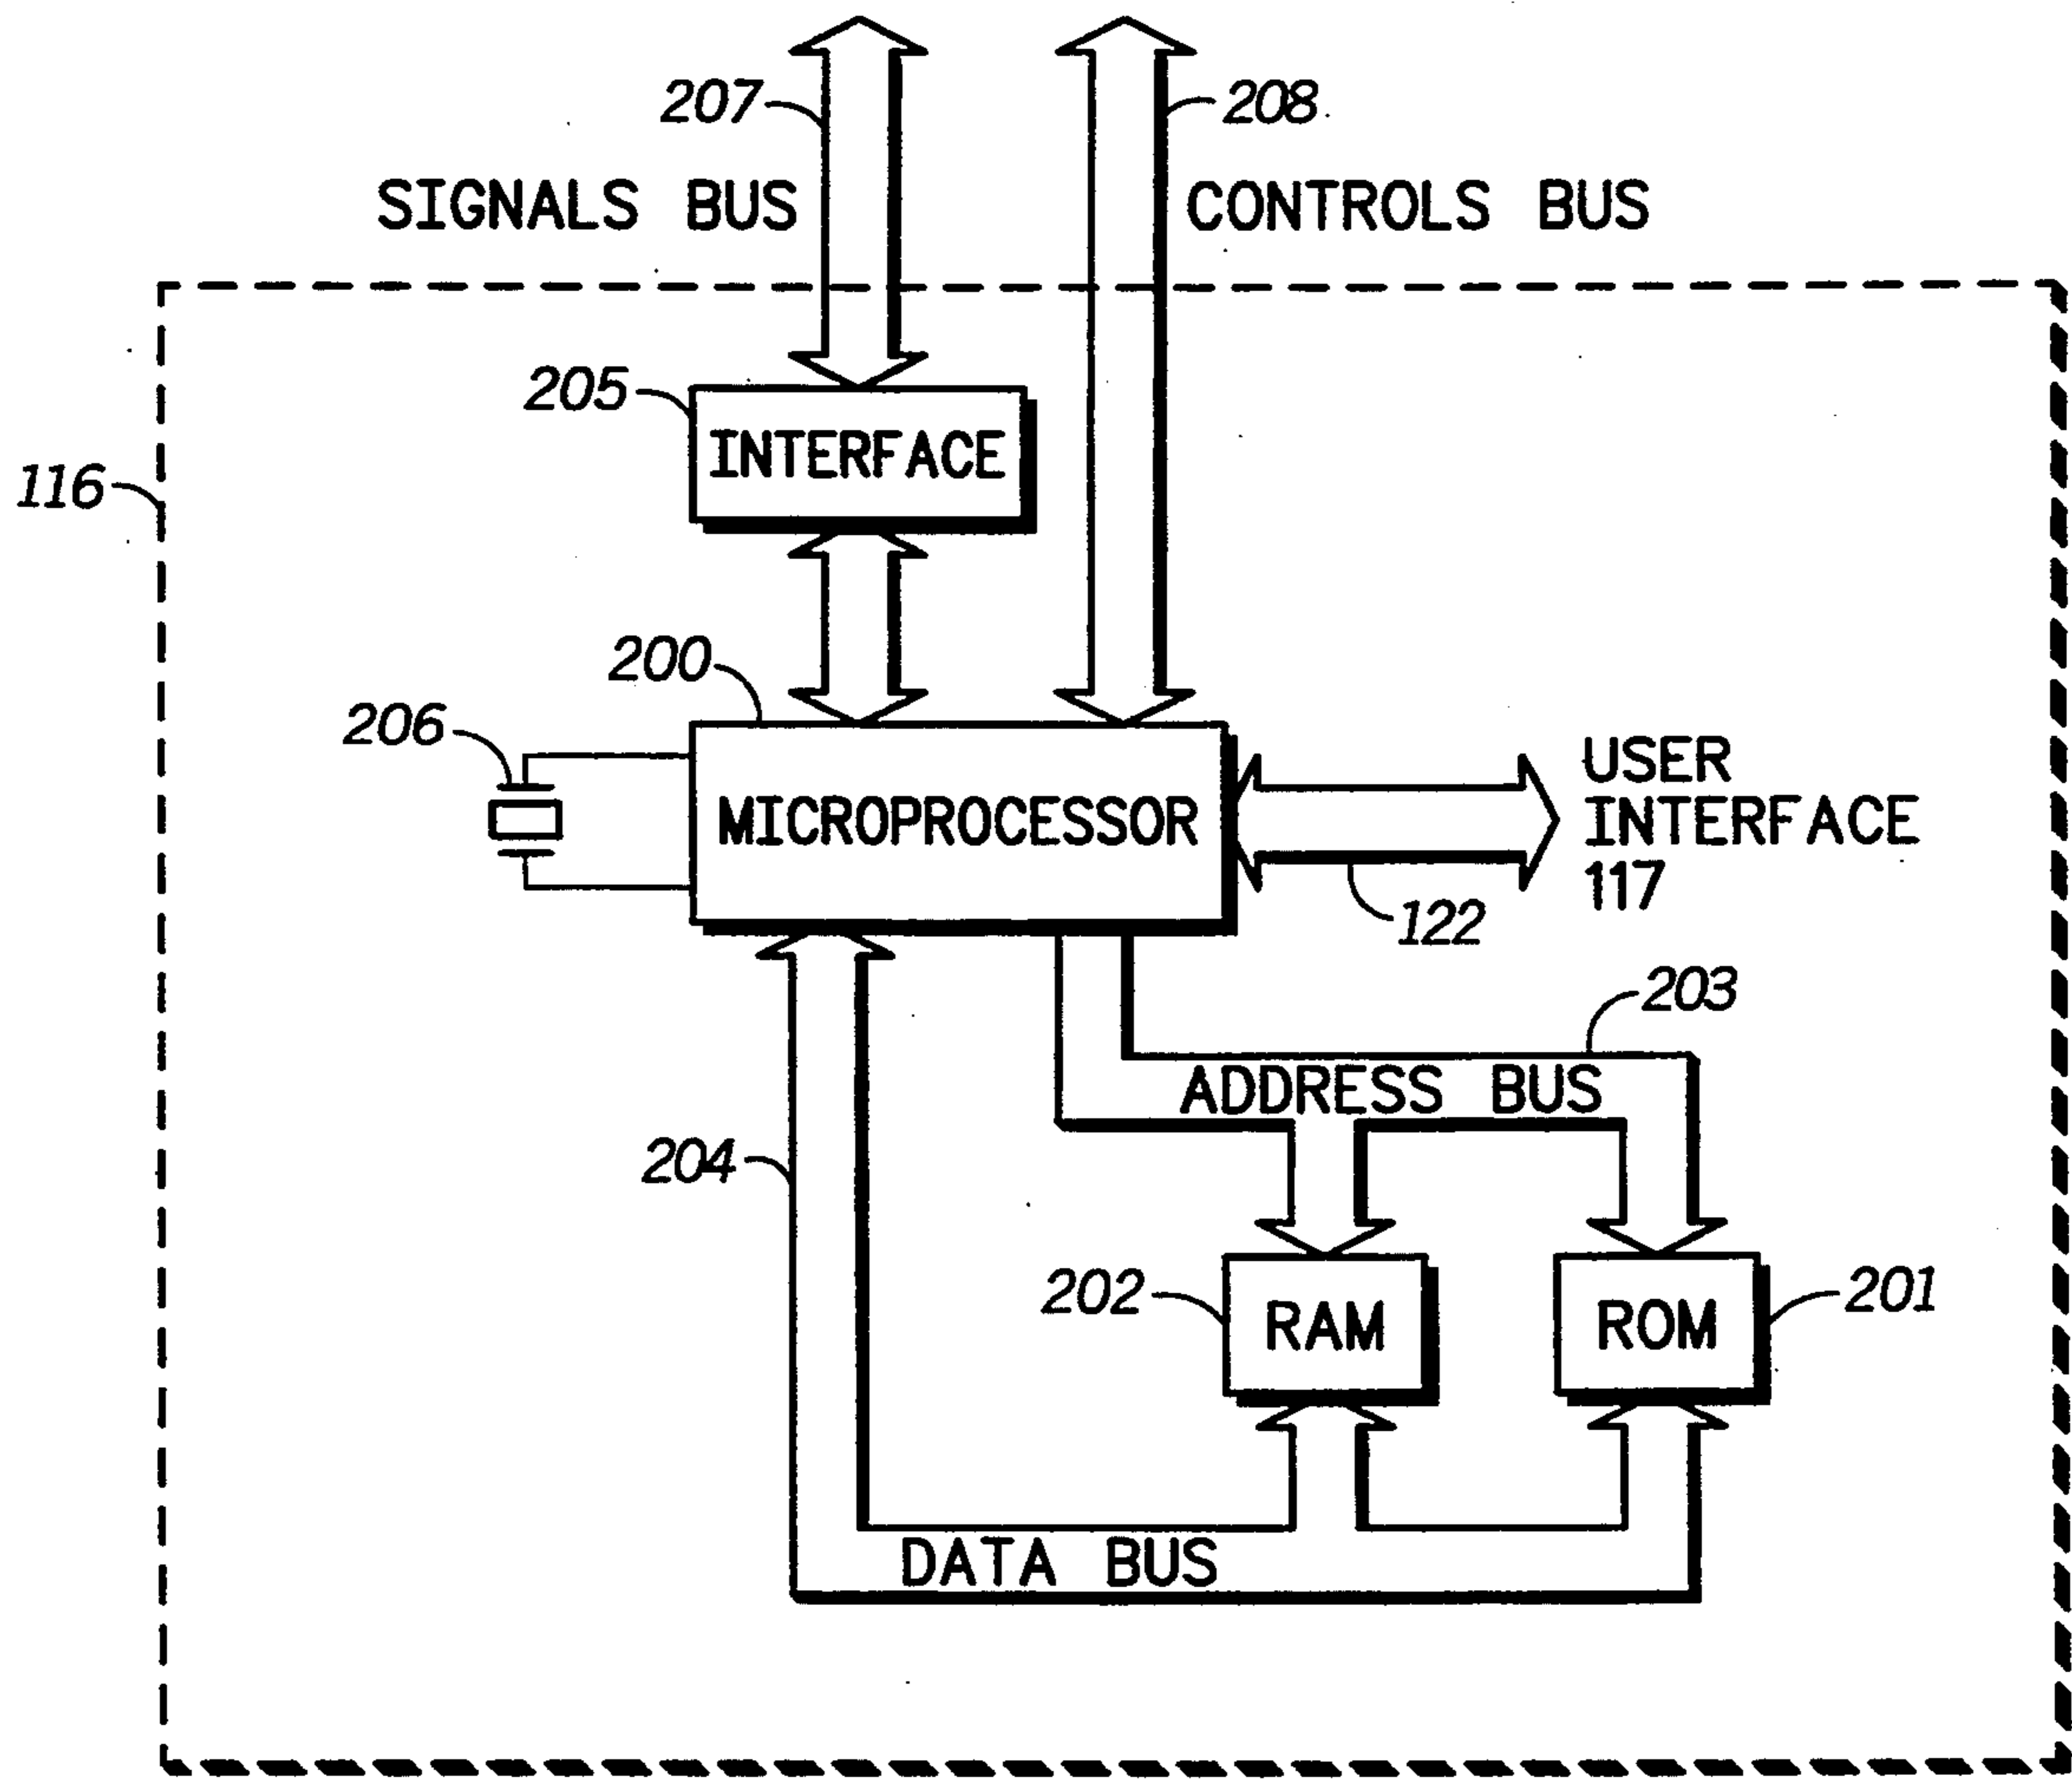 207
208
SIGNALS BUS
CONTROLS BUS
205
INTERFACE
116
200
206
MICROPROCESSOR
USER
INTERFACE
117
122
203
ADDRESS BUS
204
202
RAM
ROM
201
DATA BUS